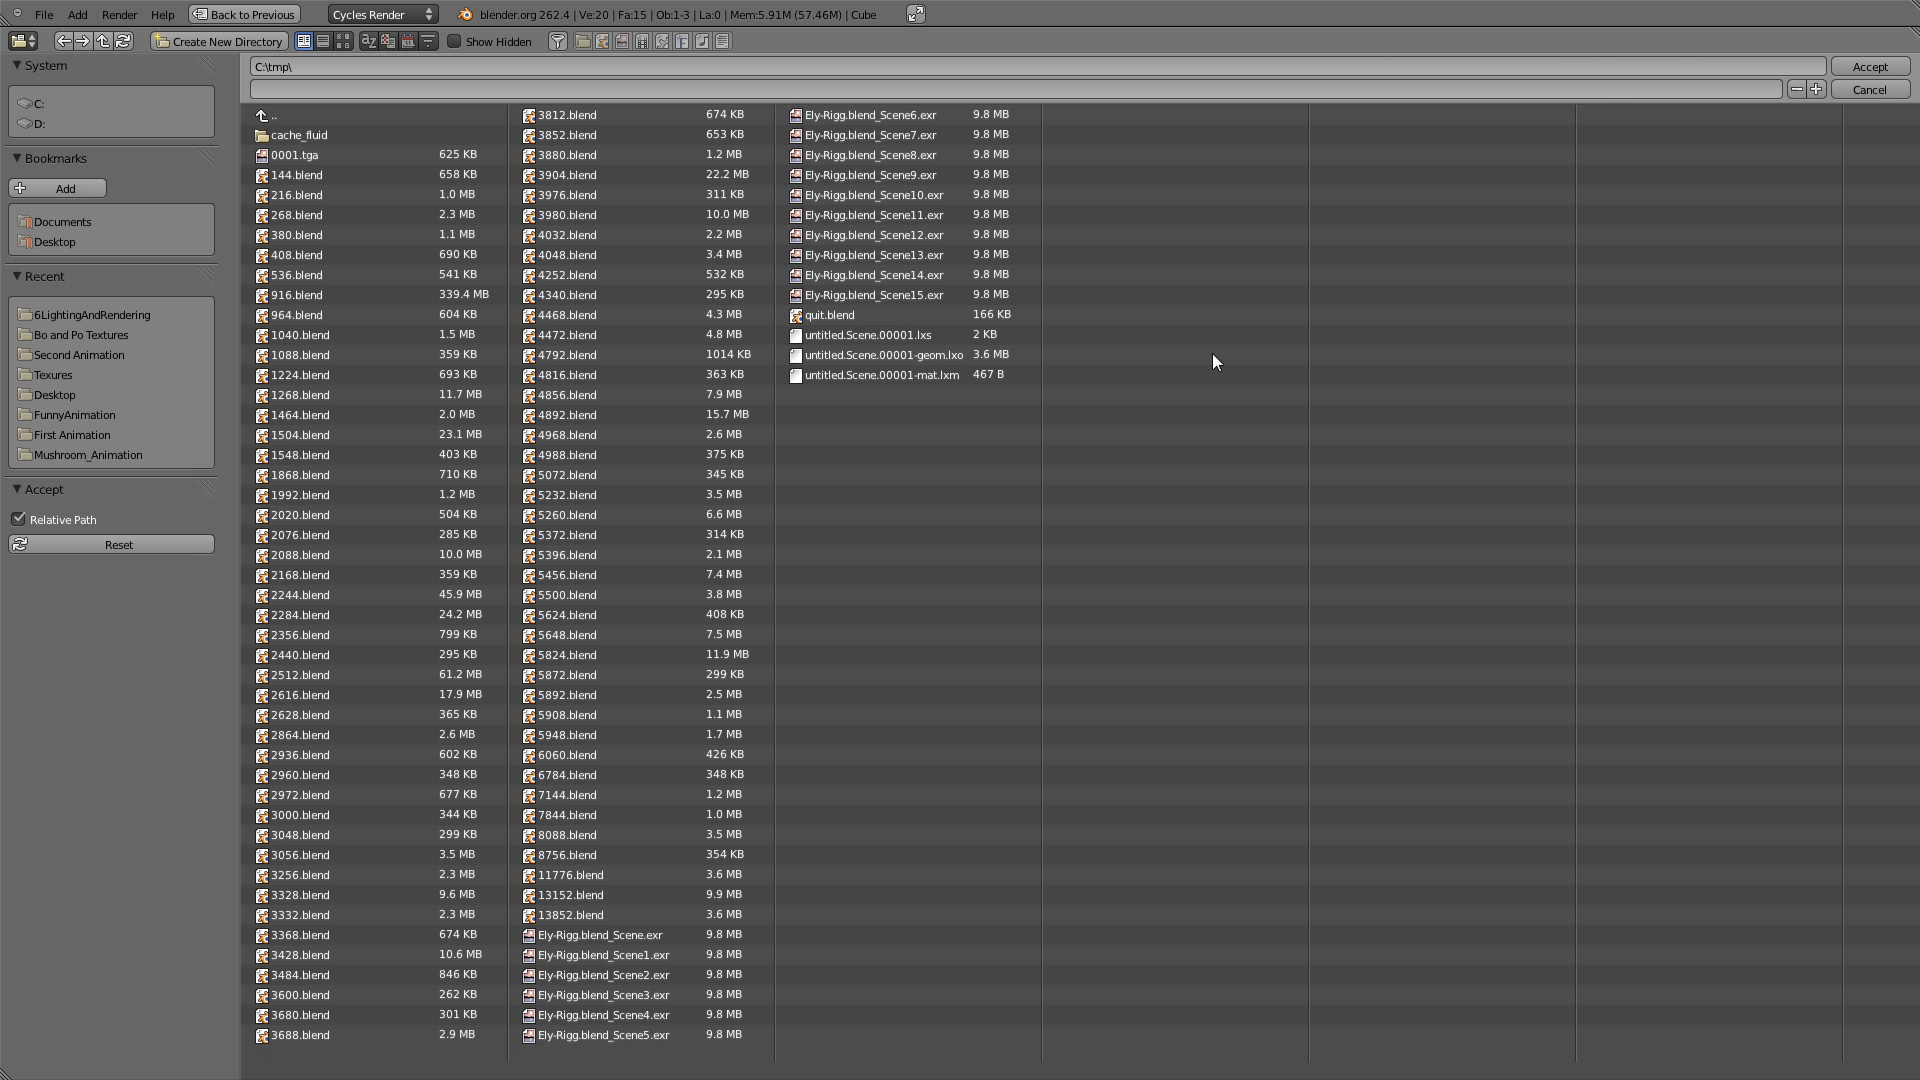 File Add Render Help Back to Previous Cycles Render blender.org 262.4 | Ve:20 | Fa:15 | Ob:1-3 | La:0 | Mem:5.91M (57.46M) | Cube
Create New Directory Show Hidden
System
C:
D:
Bookmarks
Add
Documents
Desktop
Recent
6LightingAndRendering
Bo and Po Textures
Second Animation
Texures
Desktop
FunnyAnimation
First Animation
Mushroom_Animation
Accept
Relative Path
Reset
C:\tmp\ Accept
Cancel
..
cache_fluid
0001.tga 625 KB
144.blend 658 KB
216.blend 1.0 MB
268.blend 2.3 MB
380.blend 1.1 MB
408.blend 690 KB
536.blend 541 KB
916.blend 339.4 MB
964.blend 604 KB
1040.blend 1.5 MB
1088.blend 359 KB
1224.blend 693 KB
1268.blend 11.7 MB
1464.blend 2.0 MB
1504.blend 23.1 MB
1548.blend 403 KB
1868.blend 710 KB
1992.blend 1.2 MB
2020.blend 504 KB
2076.blend 285 KB
2088.blend 10.0 MB
2168.blend 359 KB
2244.blend 45.9 MB
2284.blend 24.2 MB
2356.blend 799 KB
2440.blend 295 KB
2512.blend 61.2 MB
2616.blend 17.9 MB
2628.blend 365 KB
2864.blend 2.6 MB
2936.blend 602 KB
2960.blend 348 KB
2972.blend 677 KB
3000.blend 344 KB
3048.blend 299 KB
3056.blend 3.5 MB
3256.blend 2.3 MB
3328.blend 9.6 MB
3332.blend 2.3 MB
3368.blend 674 KB
3428.blend 10.6 MB
3484.blend 846 KB
3600.blend 262 KB
3680.blend 301 KB
3688.blend 2.9 MB
3812.blend 674 KB
3852.blend 653 KB
3880.blend 1.2 MB
3904.blend 22.2 MB
3976.blend 311 KB
3980.blend 10.0 MB
4032.blend 2.2 MB
4048.blend 3.4 MB
4252.blend 532 KB
4340.blend 295 KB
4468.blend 4.3 MB
4472.blend 4.8 MB
4792.blend 1014 KB
4816.blend 363 KB
4856.blend 7.9 MB
4892.blend 15.7 MB
4968.blend 2.6 MB
4988.blend 375 KB
5072.blend 345 KB
5232.blend 3.5 MB
5260.blend 6.6 MB
5372.blend 314 KB
5396.blend 2.1 MB
5456.blend 7.4 MB
5500.blend 3.8 MB
5624.blend 408 KB
5648.blend 7.5 MB
5824.blend 11.9 MB
5872.blend 299 KB
5892.blend 2.5 MB
5908.blend 1.1 MB
5948.blend 1.7 MB
6060.blend 426 KB
6784.blend 348 KB
7144.blend 1.2 MB
7844.blend 1.0 MB
8088.blend 3.5 MB
8756.blend 354 KB
11776.blend 3.6 MB
13152.blend 9.9 MB
13852.blend 3.6 MB
Ely-Rigg.blend_Scene.exr 9.8 MB
Ely-Rigg.blend_Scene1.exr 9.8 MB
Ely-Rigg.blend_Scene2.exr 9.8 MB
Ely-Rigg.blend_Scene3.exr 9.8 MB
Ely-Rigg.blend_Scene4.exr 9.8 MB
Ely-Rigg.blend_Scene5.exr 9.8 MB
Ely-Rigg.blend_Scene6.exr 9.8 MB
Ely-Rigg.blend_Scene7.exr 9.8 MB
Ely-Rigg.blend_Scene8.exr 9.8 MB
Ely-Rigg.blend_Scene9.exr 9.8 MB
Ely-Rigg.blend_Scene10.exr 9.8 MB
Ely-Rigg.blend_Scene11.exr 9.8 MB
Ely-Rigg.blend_Scene12.exr 9.8 MB
Ely-Rigg.blend_Scene13.exr 9.8 MB
Ely-Rigg.blend_Scene14.exr 9.8 MB
Ely-Rigg.blend_Scene15.exr 9.8 MB
quit.blend 166 KB
untitled.Scene.00001.lxs 2 KB
untitled.Scene.00001-geom.lxo 3.6 MB
untitled.Scene.00001-mat.lxm 467 B